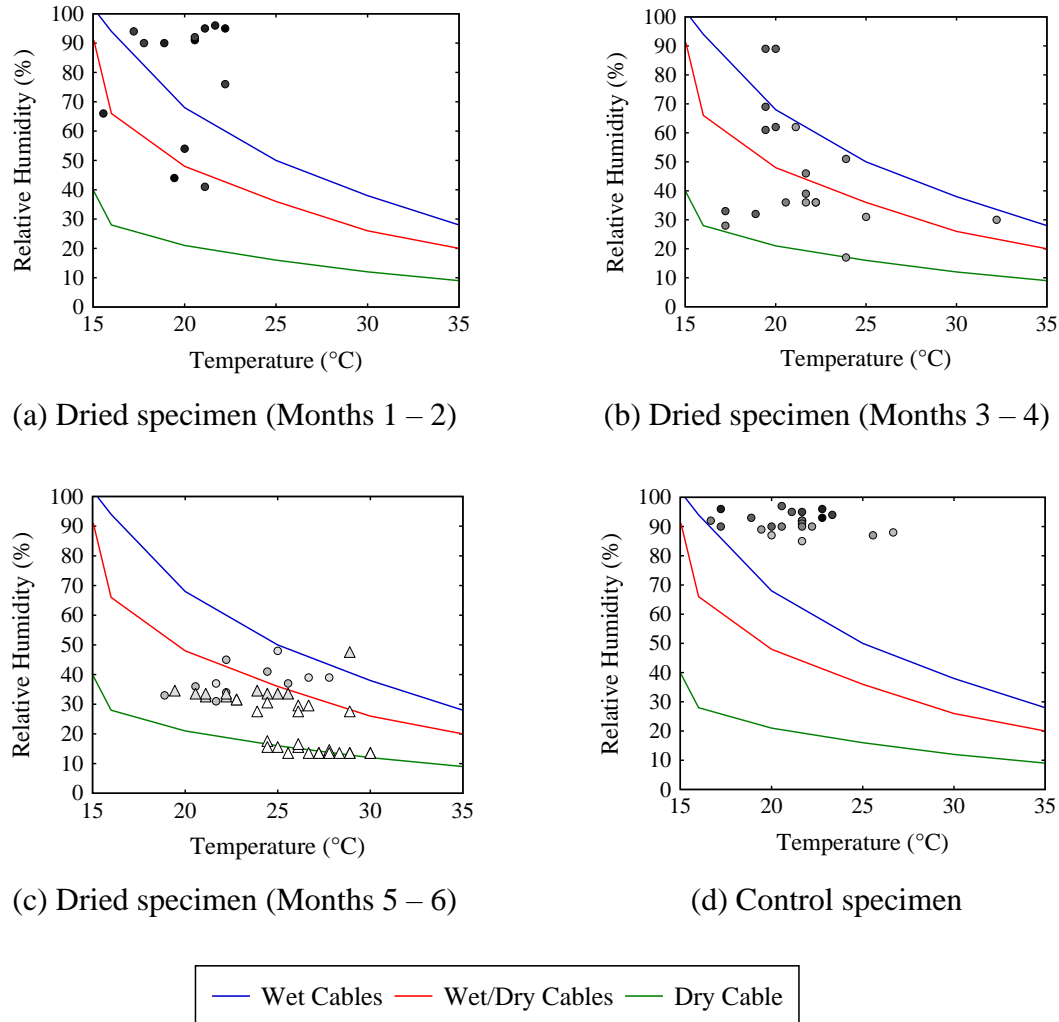 100
90
80
70
60
50
40
30
20
10
0
15 20 25 30 35
Relative Humidity (%)
Temperature (°C)
(a) Dried specimen (Months 1 – 2)
100
90
80
70
60
50
40
30
20
10
0
15 20 25 30 35
Relative Humidity (%)
Temperature (°C)
(b) Dried specimen (Months 3 – 4)
100
90
80
70
60
50
40
30
20
10
0
15 20 25 30 35
Relative Humidity (%)
Temperature (°C)
(c) Dried specimen (Months 5 – 6)
100
90
80
70
60
50
40
30
20
10
0
15 20 25 30 35
Relative Humidity (%)
Temperature (°C)
(d) Control specimen
Wet Cables Wet/Dry Cables Dry Cable